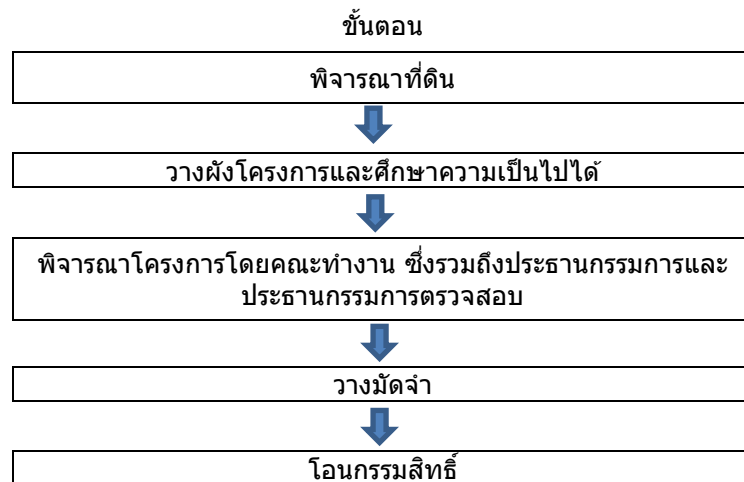 ขั้นตอน
พิจารณาที่ดิน
วางผังโครงการและศึกษาความเป็นไปได้
พิจารณาโครงการโดยคณะทำงาน ซึ่งรวมถึงประธานกรรมการและ
ประธานกรรมการตรวจสอบ
วางมัดจำ
โอนกรรมสิทธิ์